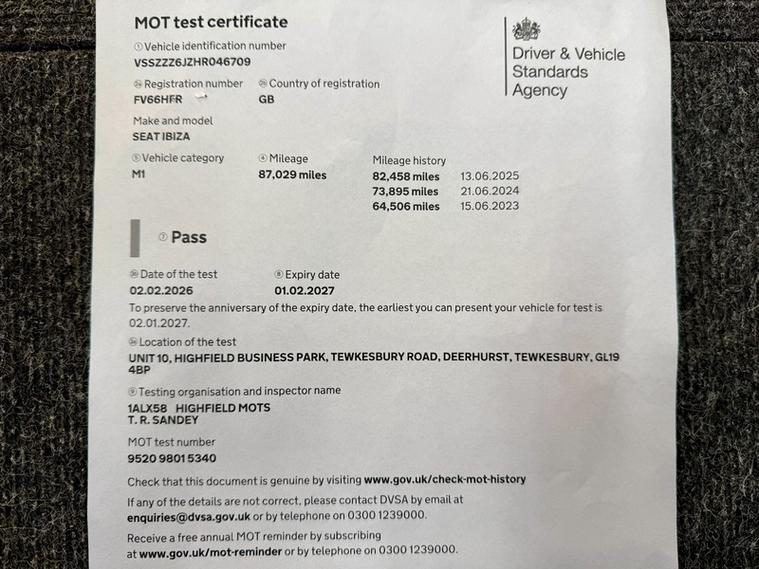 MOT test certificate
① Vehicle identification number
VSSZZZ6JZHR046709
Registration number
Country of registration
FV66HFR
GB
Make and model
SEAT IBIZA
⑤ Vehicle category
M1
④ Mileage
87,029 miles
Mileage history
82,458 miles 13.06.2025
73,895 miles 21.06.2024
64,506 miles 15.06.2023
⑦ Pass
Date of the test
02.02.2026
⑧ Expiry date
01.02.2027
To preserve the anniversary of the expiry date, the earliest you can present your vehicle for test is
02.01.2027.
Location of the test
UNIT 10, HIGHFIELD BUSINESS PARK, TEWKESBURY ROAD, DEERHURST, TEWKESBURY, GL19
4BP
⑨ Testing organisation and inspector name
1ALX58 HIGHFIELD MOTS
T. R. SANDEY
MOT test number
9520 9801 5340
Check that this document is genuine by visiting www.gov.uk/check-mot-history
If any of the details are not correct, please contact DVSA by email at
enquiries@dvsa.gov.uk or by telephone on 0300 1239000.
Receive a free annual MOT reminder by subscribing
at www.gov.uk/mot-reminder or by telephone on 0300 1239000.
Driver & Vehicle
Standards
Agency